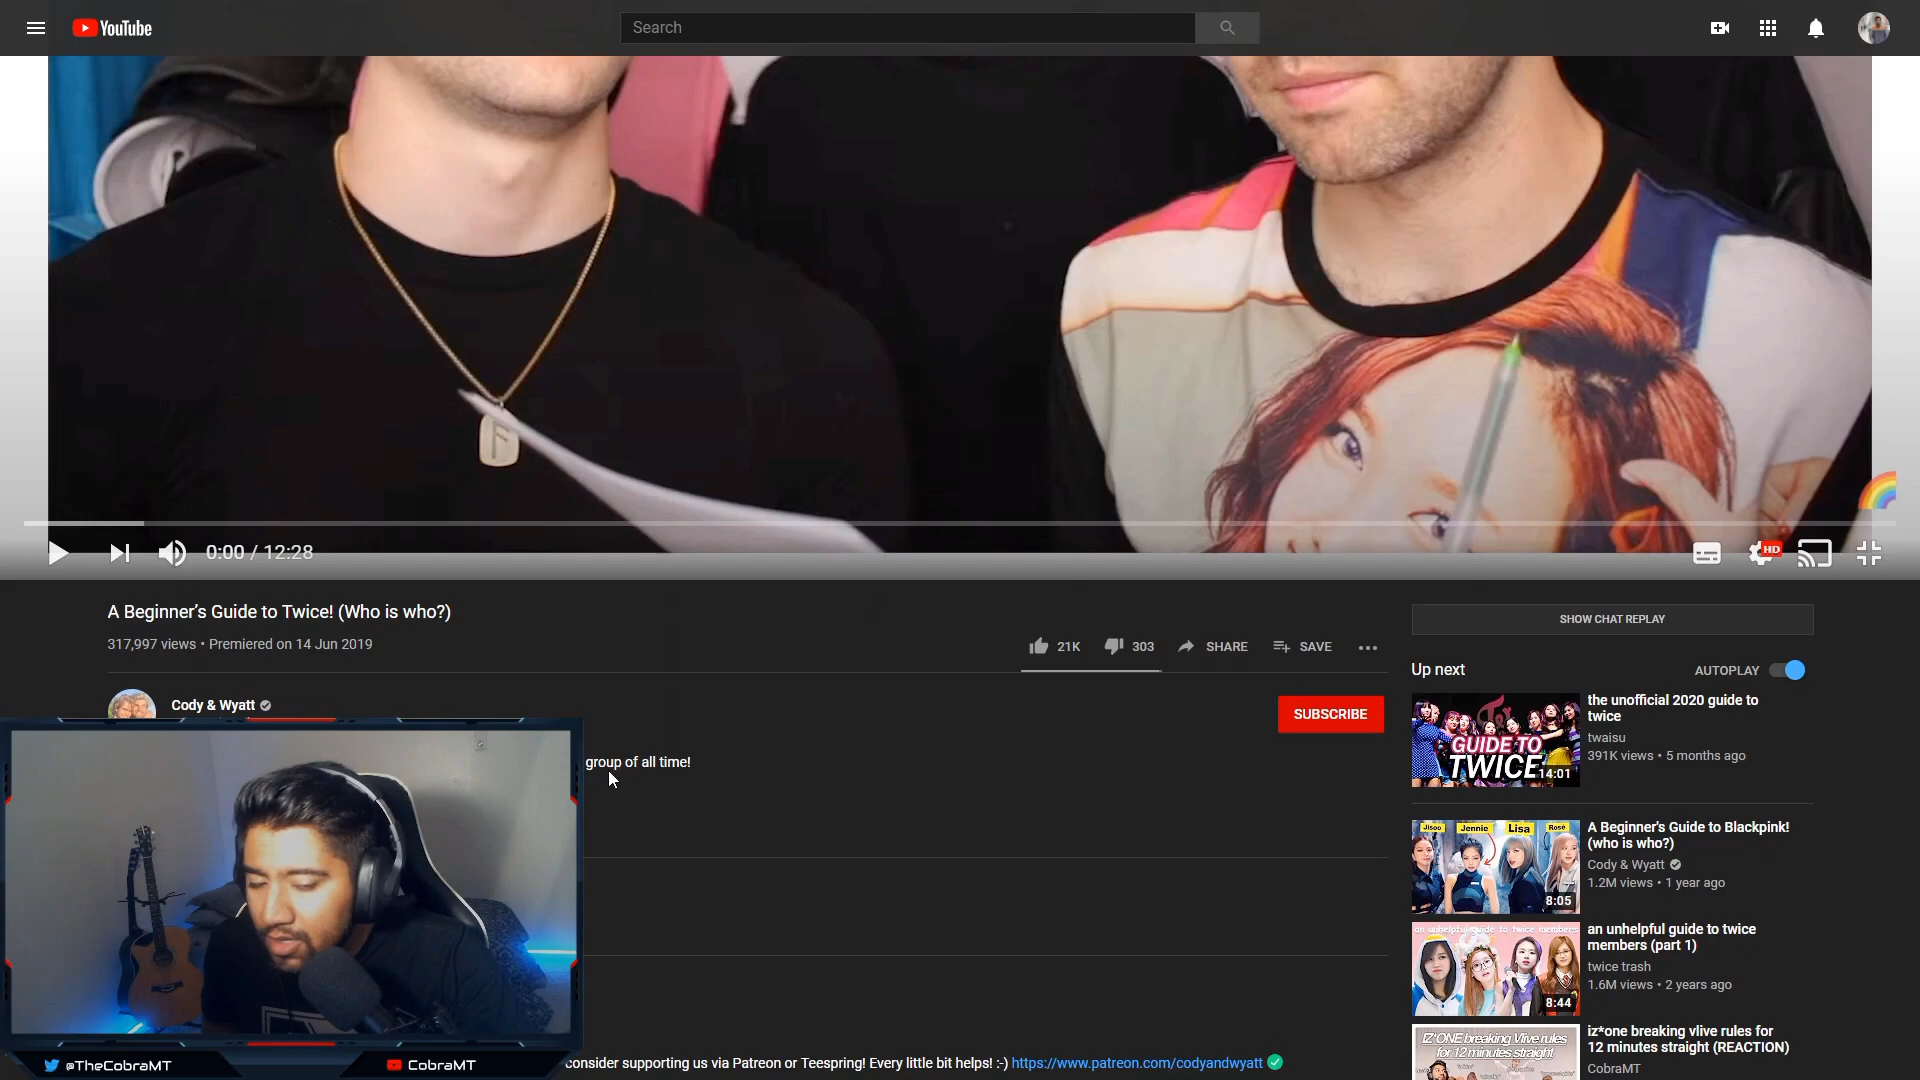 YouTube
Search
0:00 / 12:28
HD
A Beginner's Guide to Twice! (Who is who?)
317,997 views • Premiered on 14 Jun 2019
21K
303
SHARE
SAVE
Cody & Wyatt
SUBSCRIBE
group of all time!
consider supporting us via Patreon or Teespring! Every little bit helps! :-) https://www.patreon.com/codyandwyatt
@TheCobraMT
CobraMT
SHOW CHAT REPLAY
Up next
AUTOPLAY
GUIDE TO
TWICE
14:01
the unofficial 2020 guide to
twice
twaisu
391K views • 5 months ago
Jisoo
Jennie
Lisa
Rosé
8:05
A Beginner's Guide to Blackpink!
(who is who?)
Cody & Wyatt
1.2M views • 1 year ago
an unhelpful guide to twice members
8:44
an unhelpful guide to twice
members (part 1)
twice trash
1.6M views • 2 years ago
IZ*ONE breaking Vlive rules
for 12 minutes straight
iz*one breaking vlive rules for
12 minutes straight (REACTION)
CobraMT